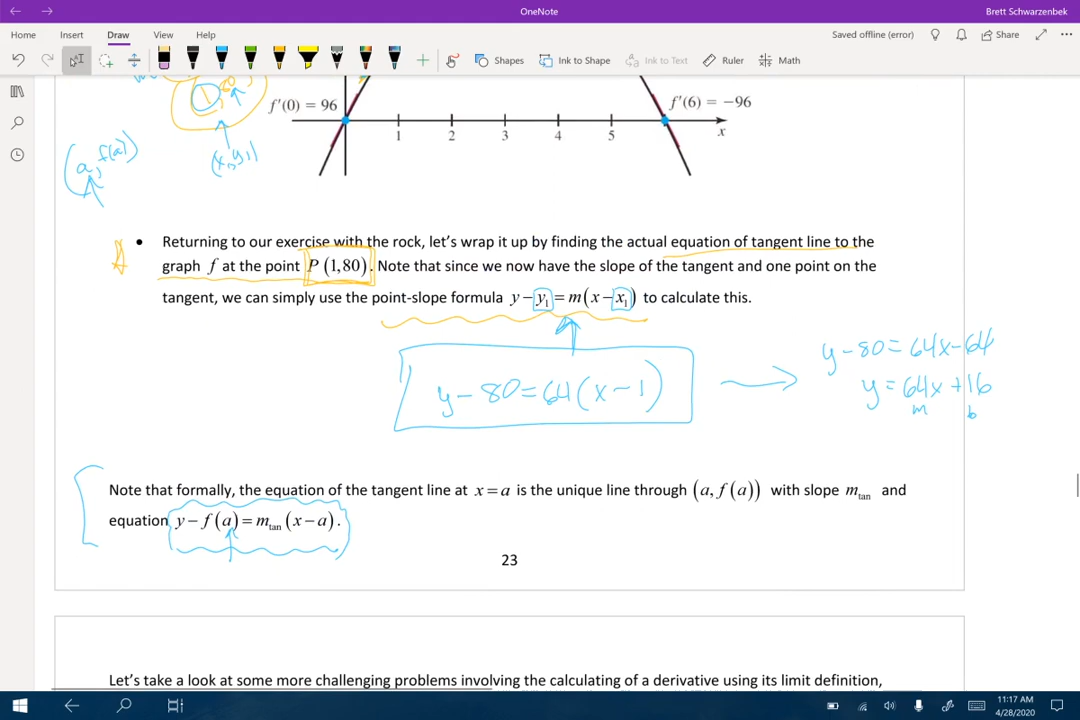 OneNote
Brett Schwarzenbek
Home Insert Draw View Help
Saved offline (error) Share
Shapes Ink to Shape Ink to Text Ruler Math
f'(0) = 96
f'(6) = −96
1 2 3 4 5 x
(a, f(a))
(x₁, y₁)
• Returning to our exercise with the rock, let's wrap it up by finding the actual equation of tangent line to the
graph f at the point P(1,80). Note that since we now have the slope of the tangent and one point on the
tangent, we can simply use the point-slope formula y − y₁ = m(x − x₁) to calculate this.
y − 80 = 64x − 64
y − 80 = 64(x − 1)
y = 64x + 16
m b
Note that formally, the equation of the tangent line at x = a is the unique line through (a, f(a)) with slope mtan and
equation y − f(a) = mtan(x − a).
23
Let's take a look at some more challenging problems involving the calculating of a derivative using its limit definition,
11:17 AM
4/28/2020